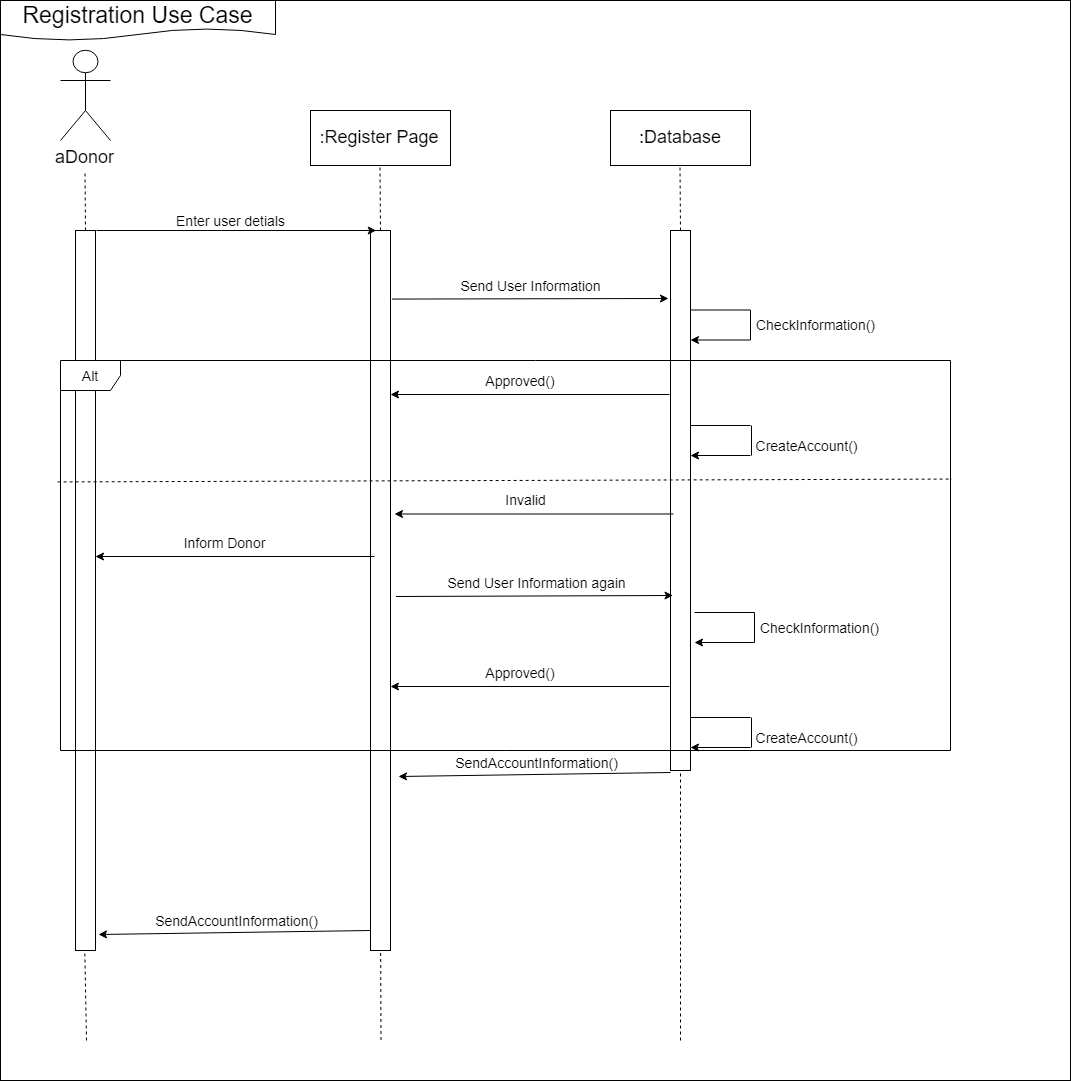 Registration Use Case
aDonor
:Register Page
:Database
Enter user detials
Send User Information
CheckInformation()
Alt
Approved()
CreateAccount()
Invalid
Inform Donor
Send User Information again
CheckInformation()
Approved()
CreateAccount()
SendAccountInformation()
SendAccountInformation()